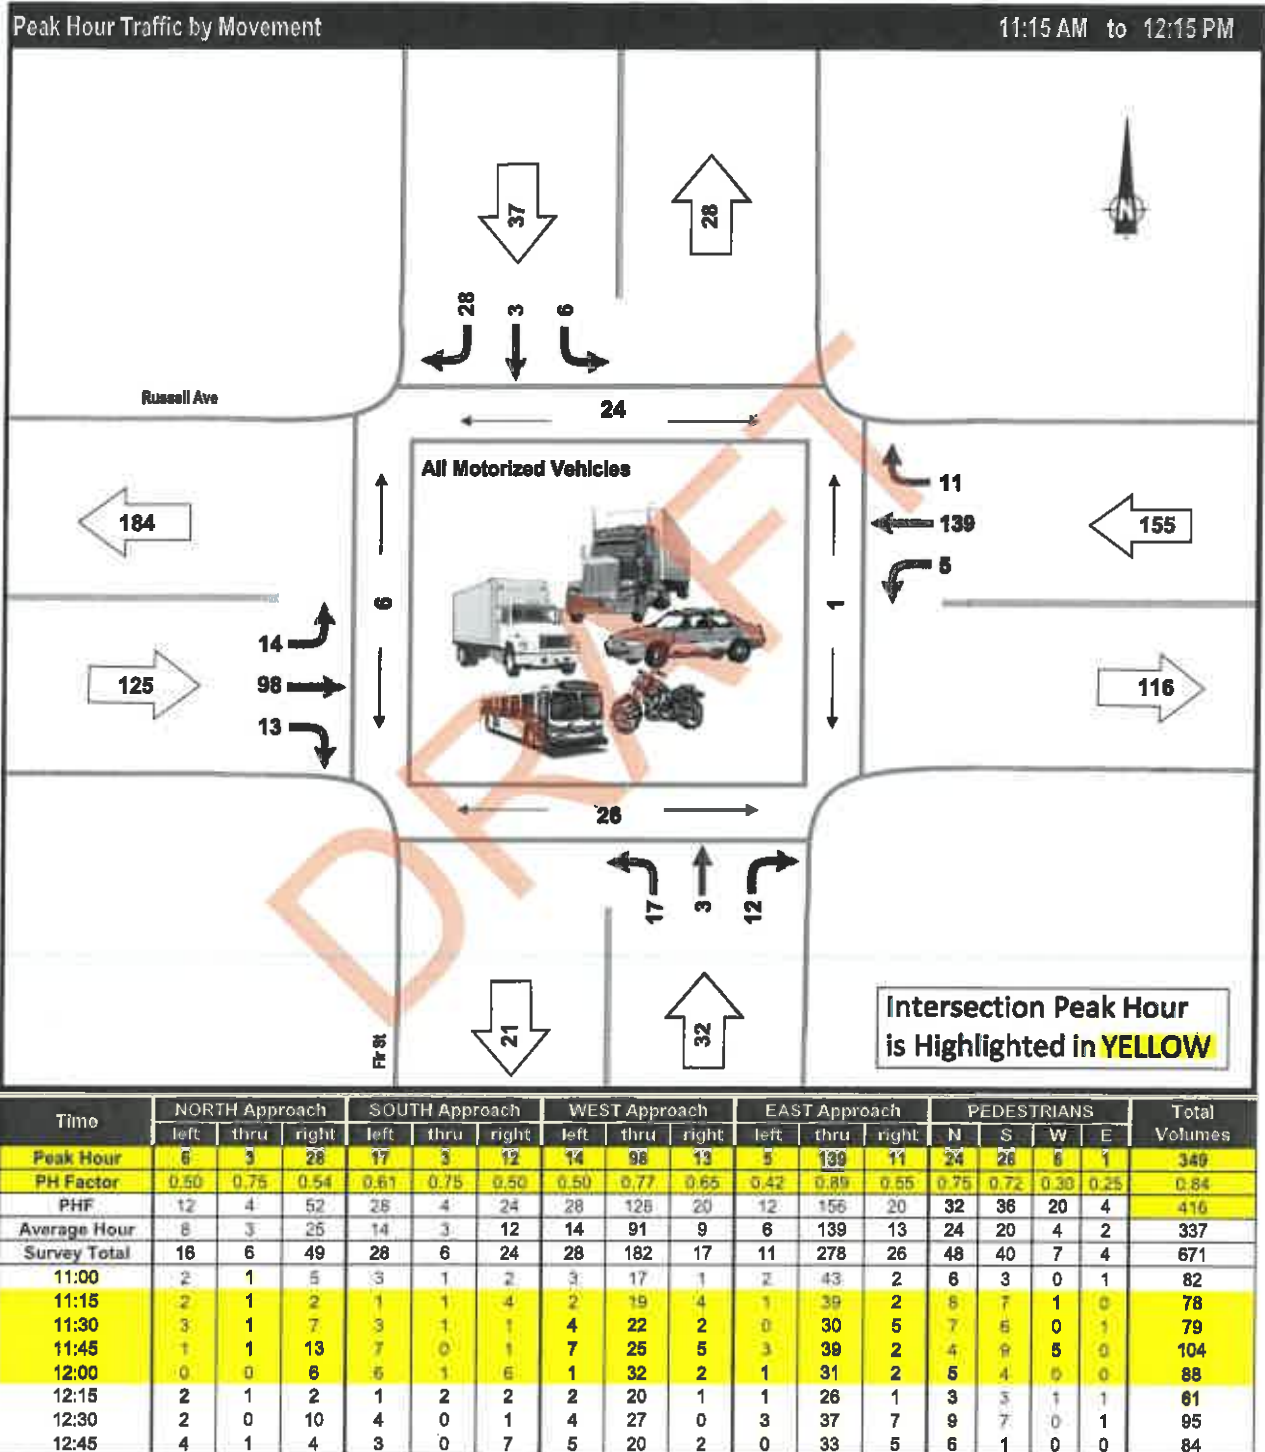 Peak Hour Traffic by Movement 11:15 AM to 12:15 PM
37
28
28 3 6
Russell Ave
24
All Motorized Vehicles
11
184
139
155
5
6
1
14
125
98
116
13
26
17 3 12
DRAFT
Intersection Peak Hour
is Highlighted in YELLOW
21
32
Fir St
N
Time NORTH Approach SOUTH Approach WEST Approach EAST Approach PEDESTRIANS Total
left thru right left thru right left thru right left thru right N S W E Volumes
Peak Hour 6 3 28 17 3 12 14 98 13 5 139 11 24 26 6 1 349
PH Factor 0.50 0.75 0.54 0.61 0.75 0.50 0.50 0.77 0.65 0.42 0.89 0.55 0.75 0.72 0.30 0.25 0.84
PHF 12 4 52 28 4 24 28 128 20 12 156 20 32 36 20 4 416
Average Hour 8 3 25 14 3 12 14 91 9 6 139 13 24 20 4 2 337
Survey Total 16 6 49 28 6 24 28 182 17 11 278 26 48 40 7 4 671
11:00 2 1 5 3 1 2 3 17 1 2 43 2 6 3 0 1 82
11:15 2 1 2 1 1 4 2 19 4 1 39 2 8 7 1 0 78
11:30 3 1 7 3 1 1 4 22 2 0 30 5 7 6 0 1 79
11:45 1 1 13 7 0 1 7 25 5 3 39 2 4 9 5 0 104
12:00 0 0 6 6 1 6 1 32 2 1 31 2 5 4 0 0 88
12:15 2 1 2 1 2 2 2 20 1 1 26 1 3 3 1 1 61
12:30 2 0 10 4 0 1 4 27 0 3 37 7 9 7 0 1 95
12:45 4 1 4 3 0 7 5 20 2 0 33 5 6 1 0 0 84